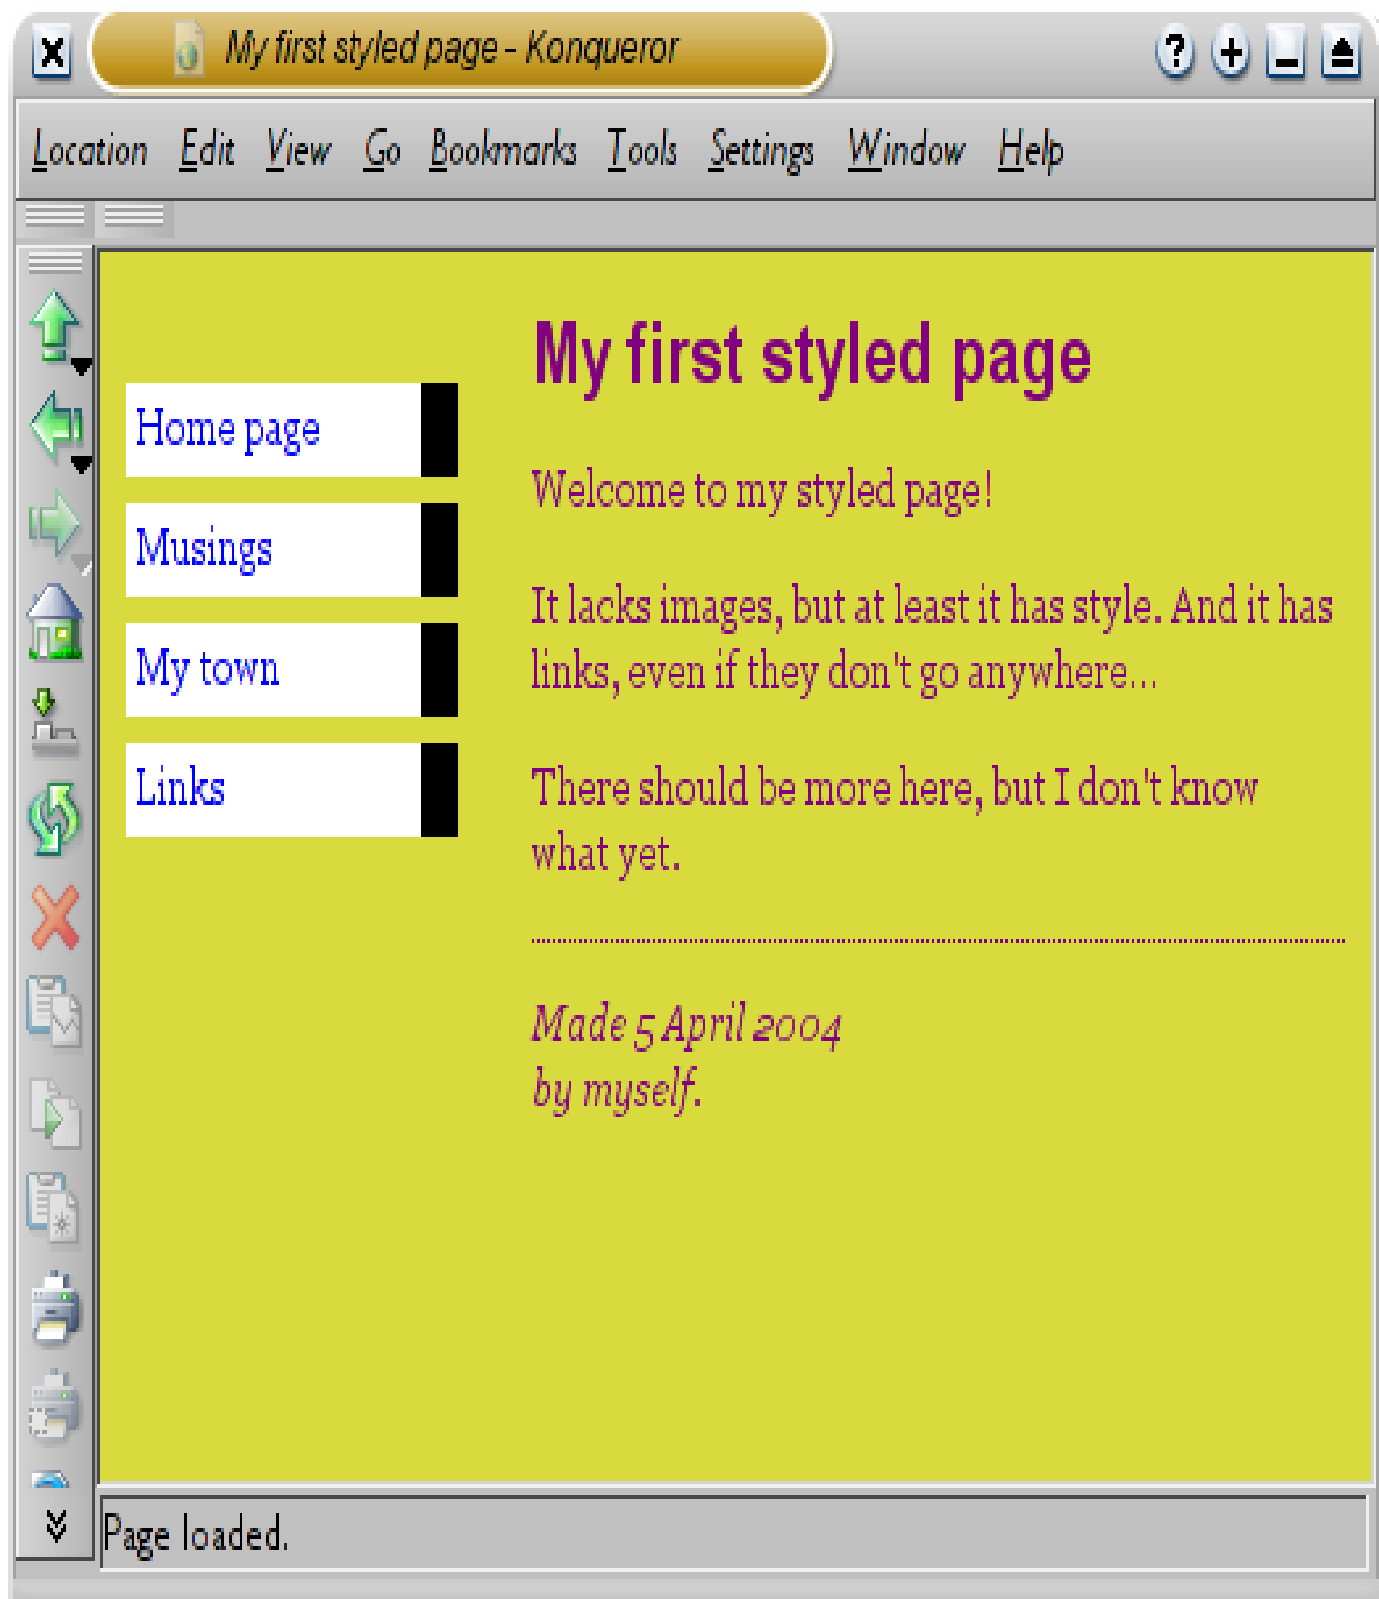 My first styled page - Konqueror
Location Edit View Go Bookmarks Tools Settings Window Help
Home page
Musings
My town
Links
My first styled page
Welcome to my styled page!
It lacks images, but at least it has style. And it has
links, even if they don't go anywhere...
There should be more here, but I don't know
what yet.
Made 5 April 2004
by myself.
Page loaded.